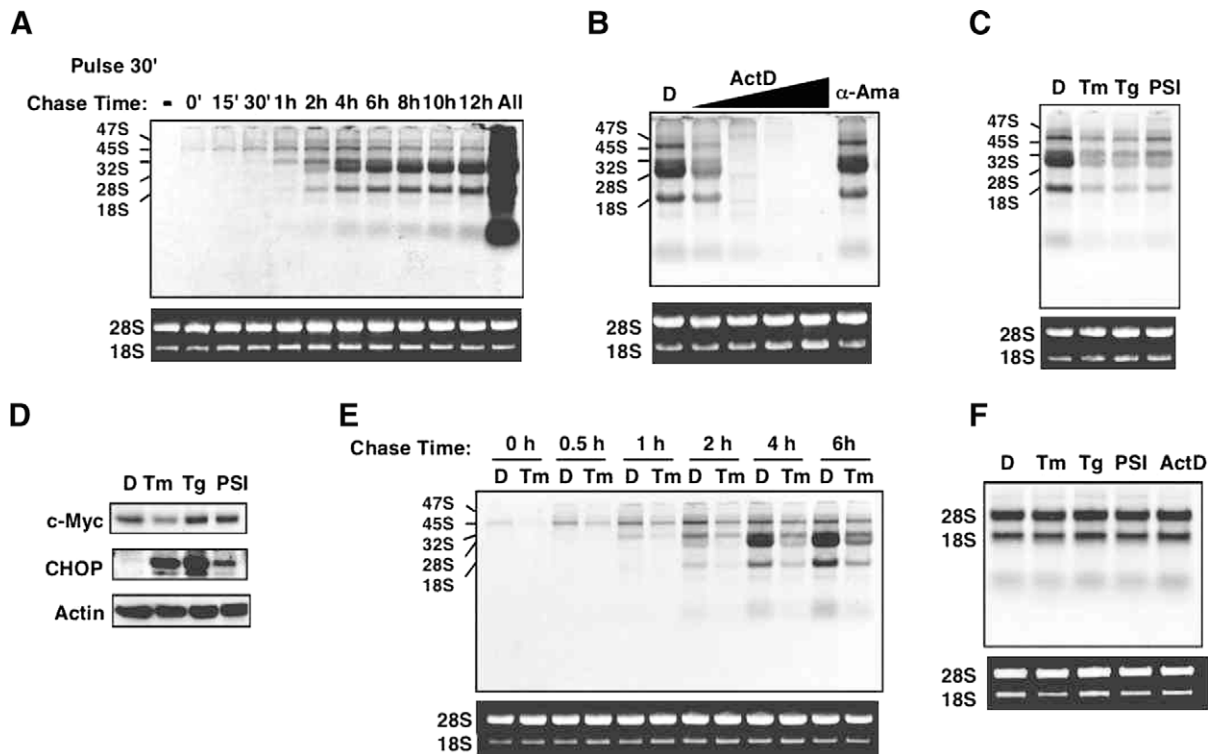 A
Pulse 30'
Chase Time: - 0' 15' 30' 1h 2h 4h 6h 8h 10h 12h All
47S
45S
32S
28S
18S
28S
18S
B
ActD
D α-Ama
47S
45S
32S
28S
18S
28S
18S
C
D Tm Tg PSI
47S
45S
32S
28S
18S
28S
18S
D
D Tm Tg PSI
c-Myc
CHOP
Actin
E
Chase Time: 0 h 0.5 h 1 h 2 h 4 h 6h
D Tm D Tm D Tm D Tm D Tm D Tm
47S
45S
32S
28S
18S
28S
18S
F
D Tm Tg PSI ActD
28S
18S
28S
18S